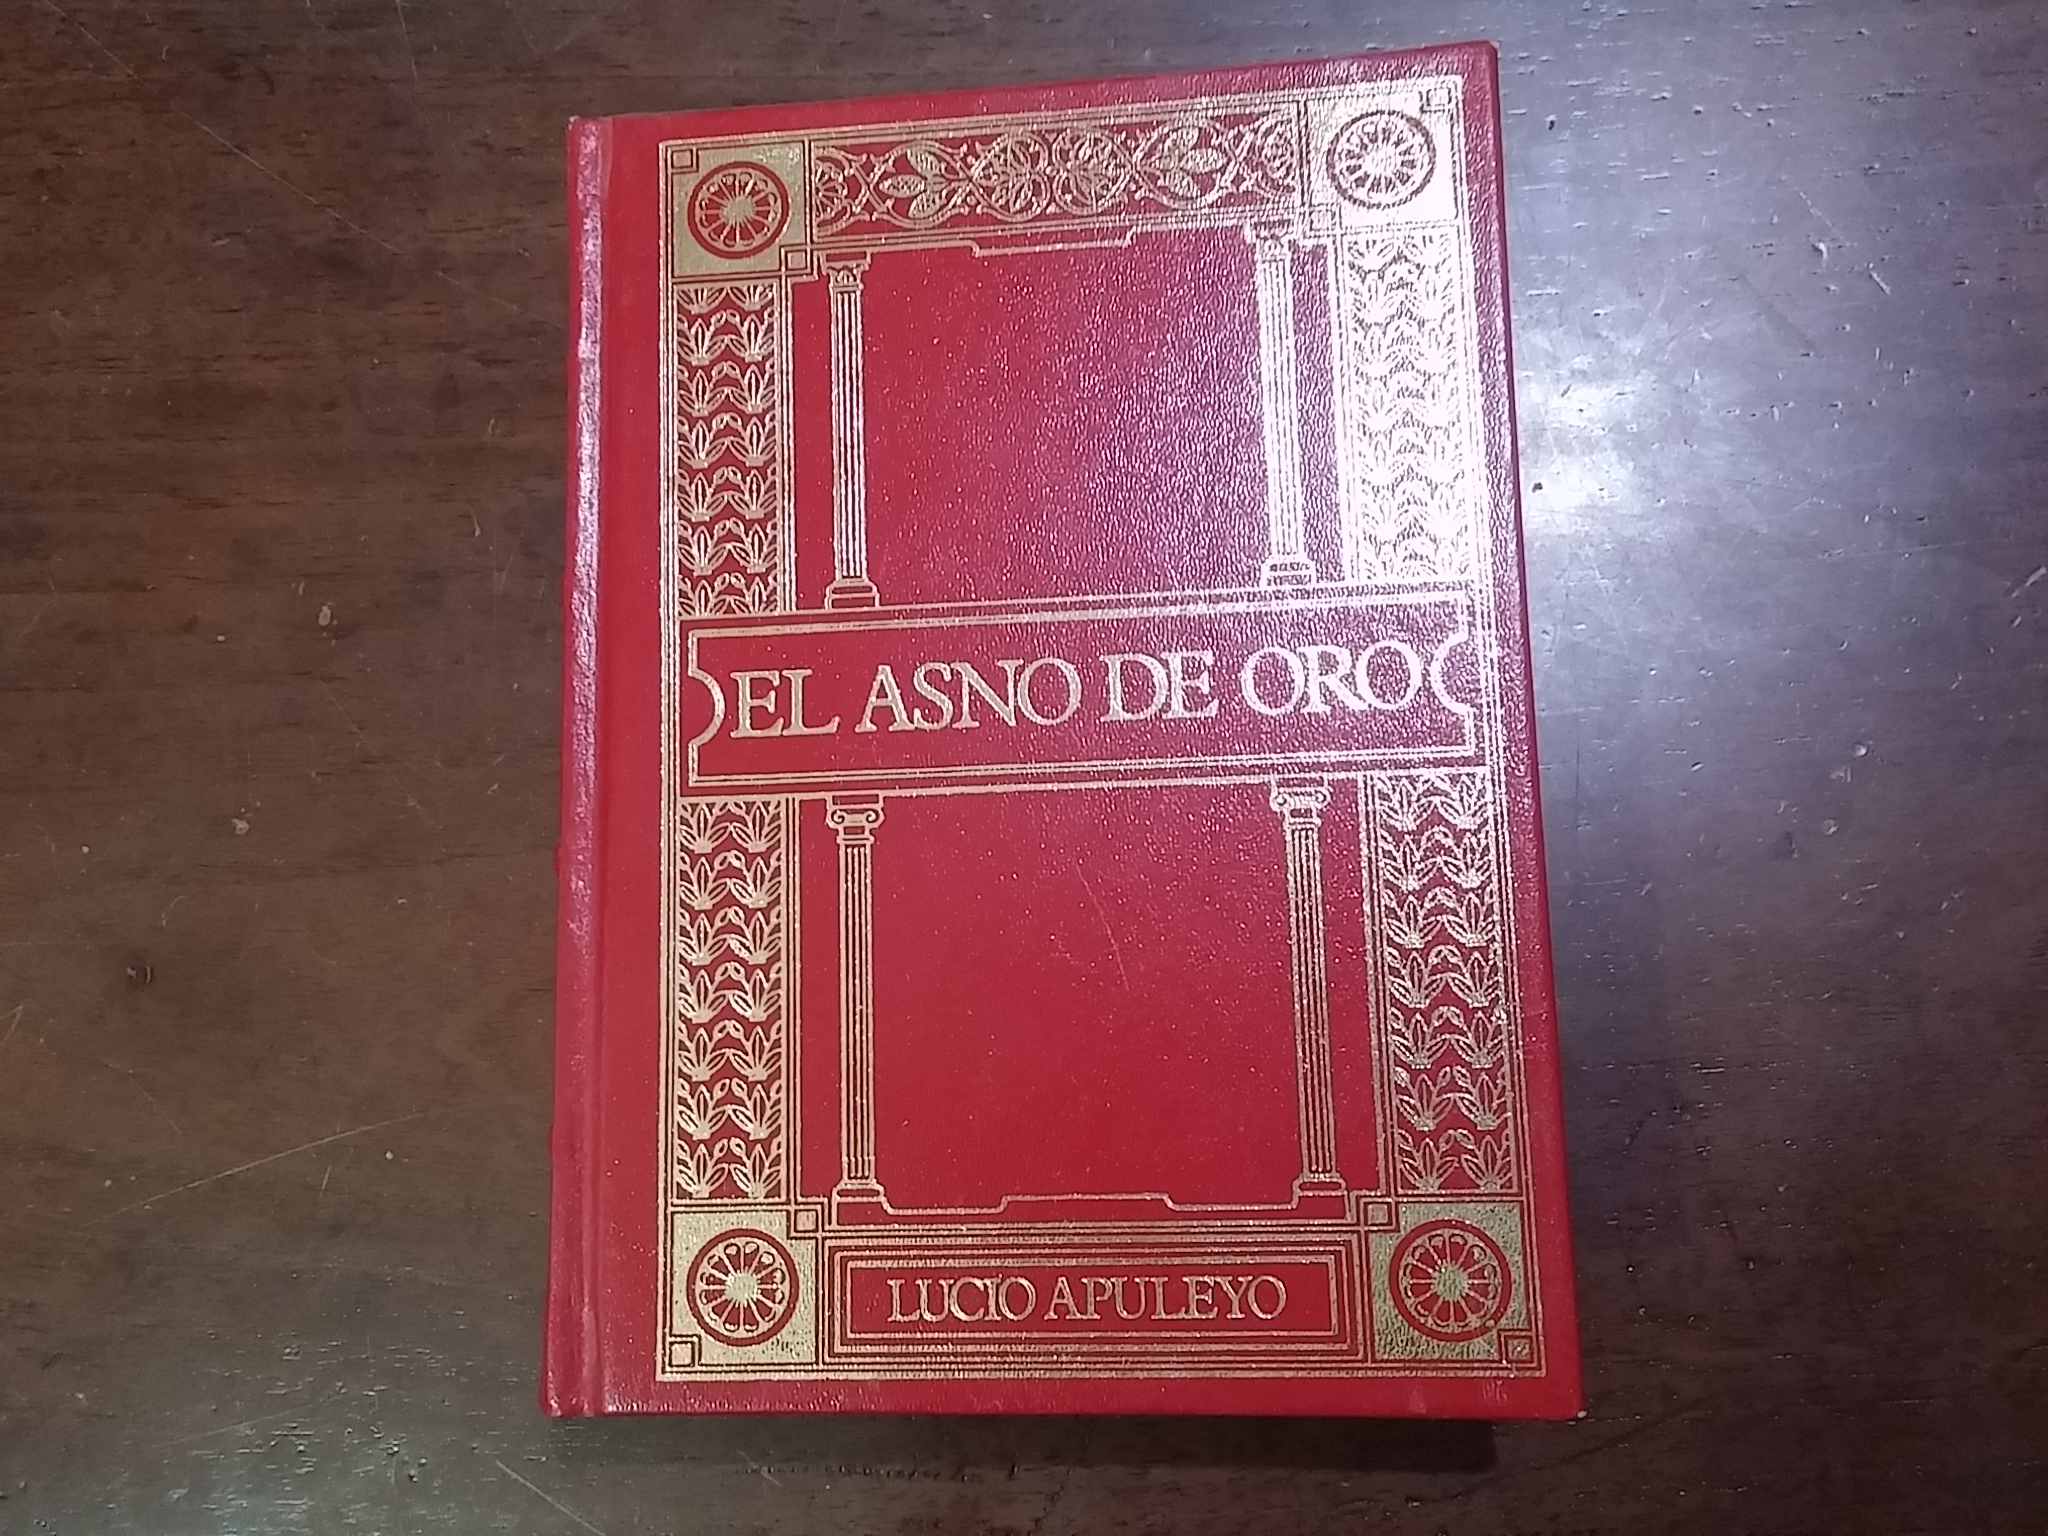 EL ASNO DE ORO
LUCIO APULEYO